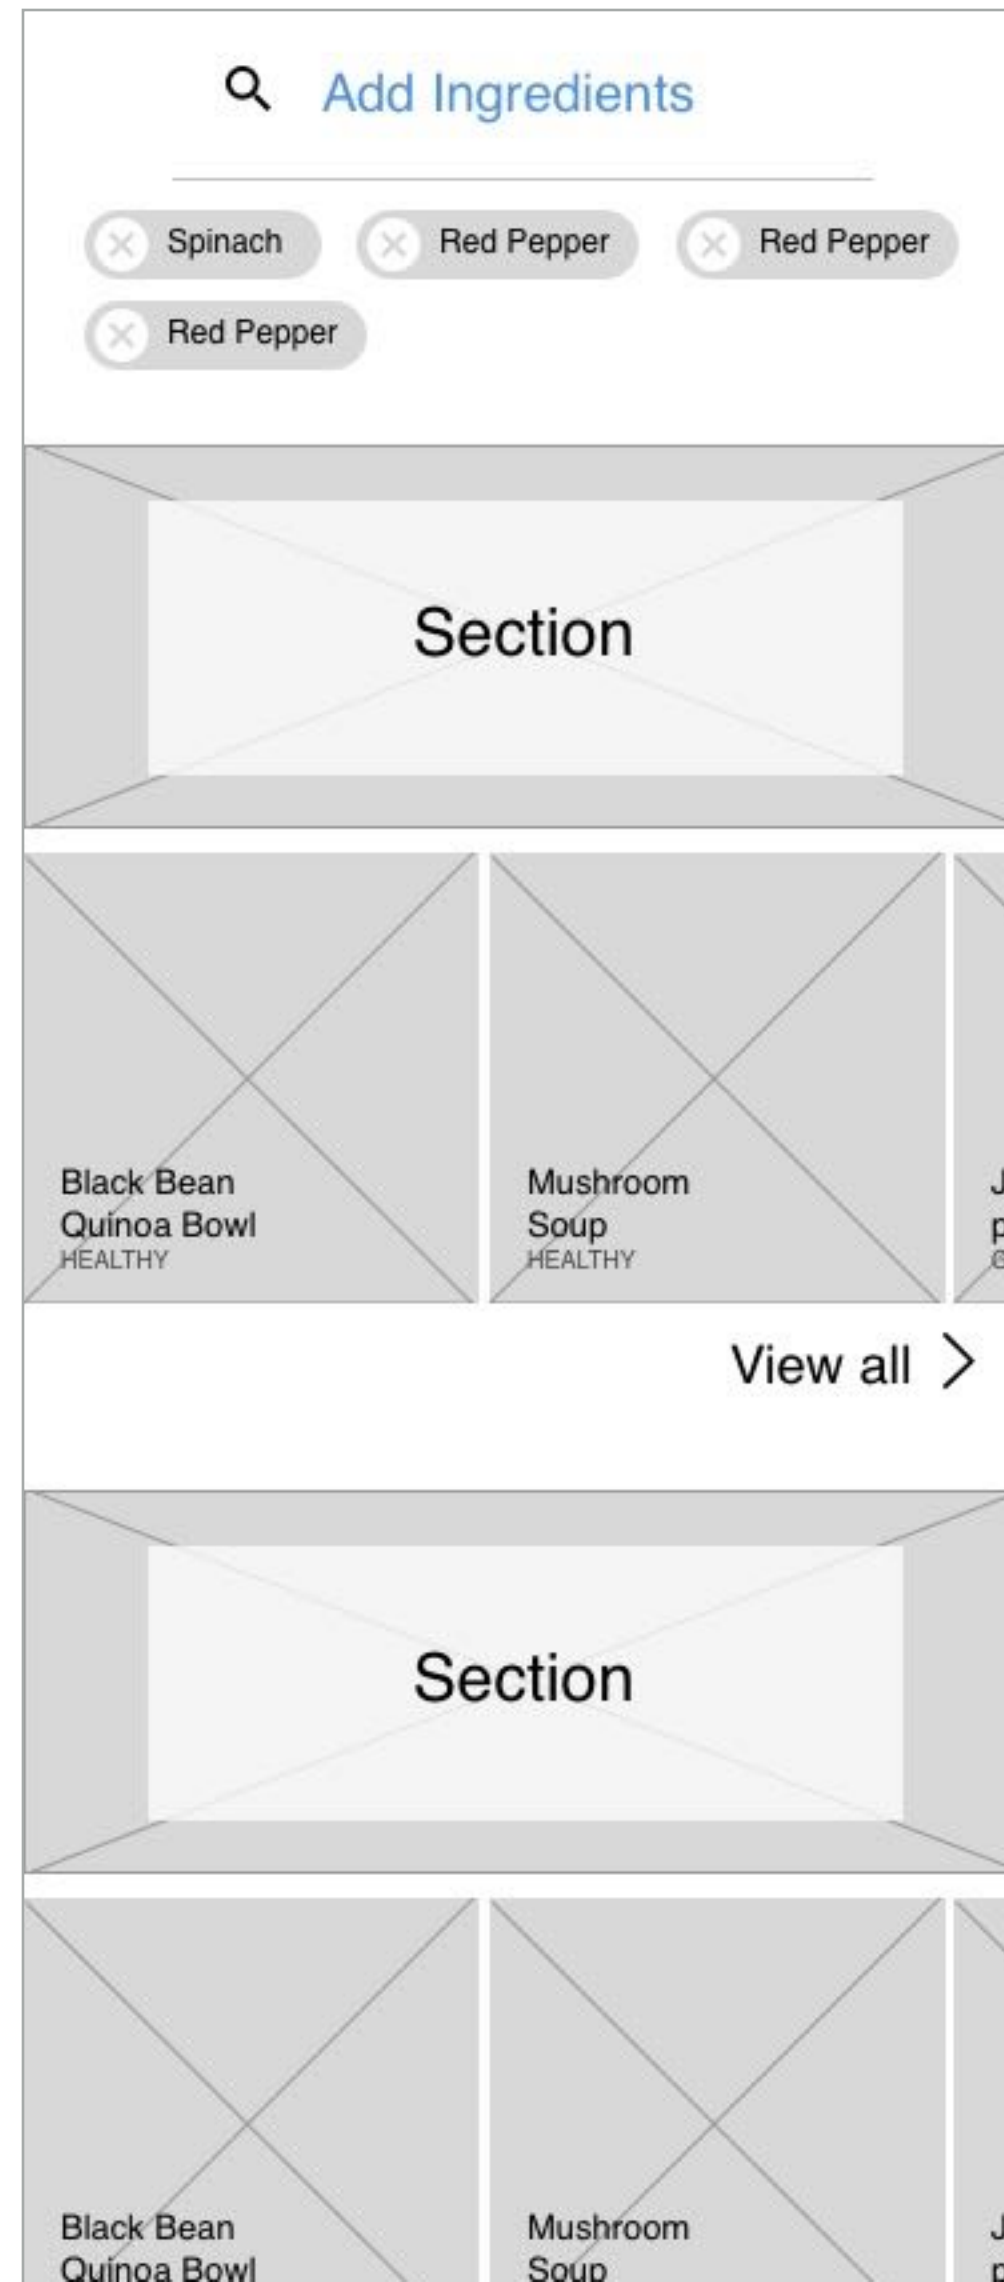 Add Ingredients
Spinach
Red Pepper
Red Pepper
Red Pepper
Section
Black Bean
Quinoa Bowl
HEALTHY
Mushroom
Soup
HEALTHY
View all
Section
Black Bean
Quinoa Bowl
Mushroom
Soup